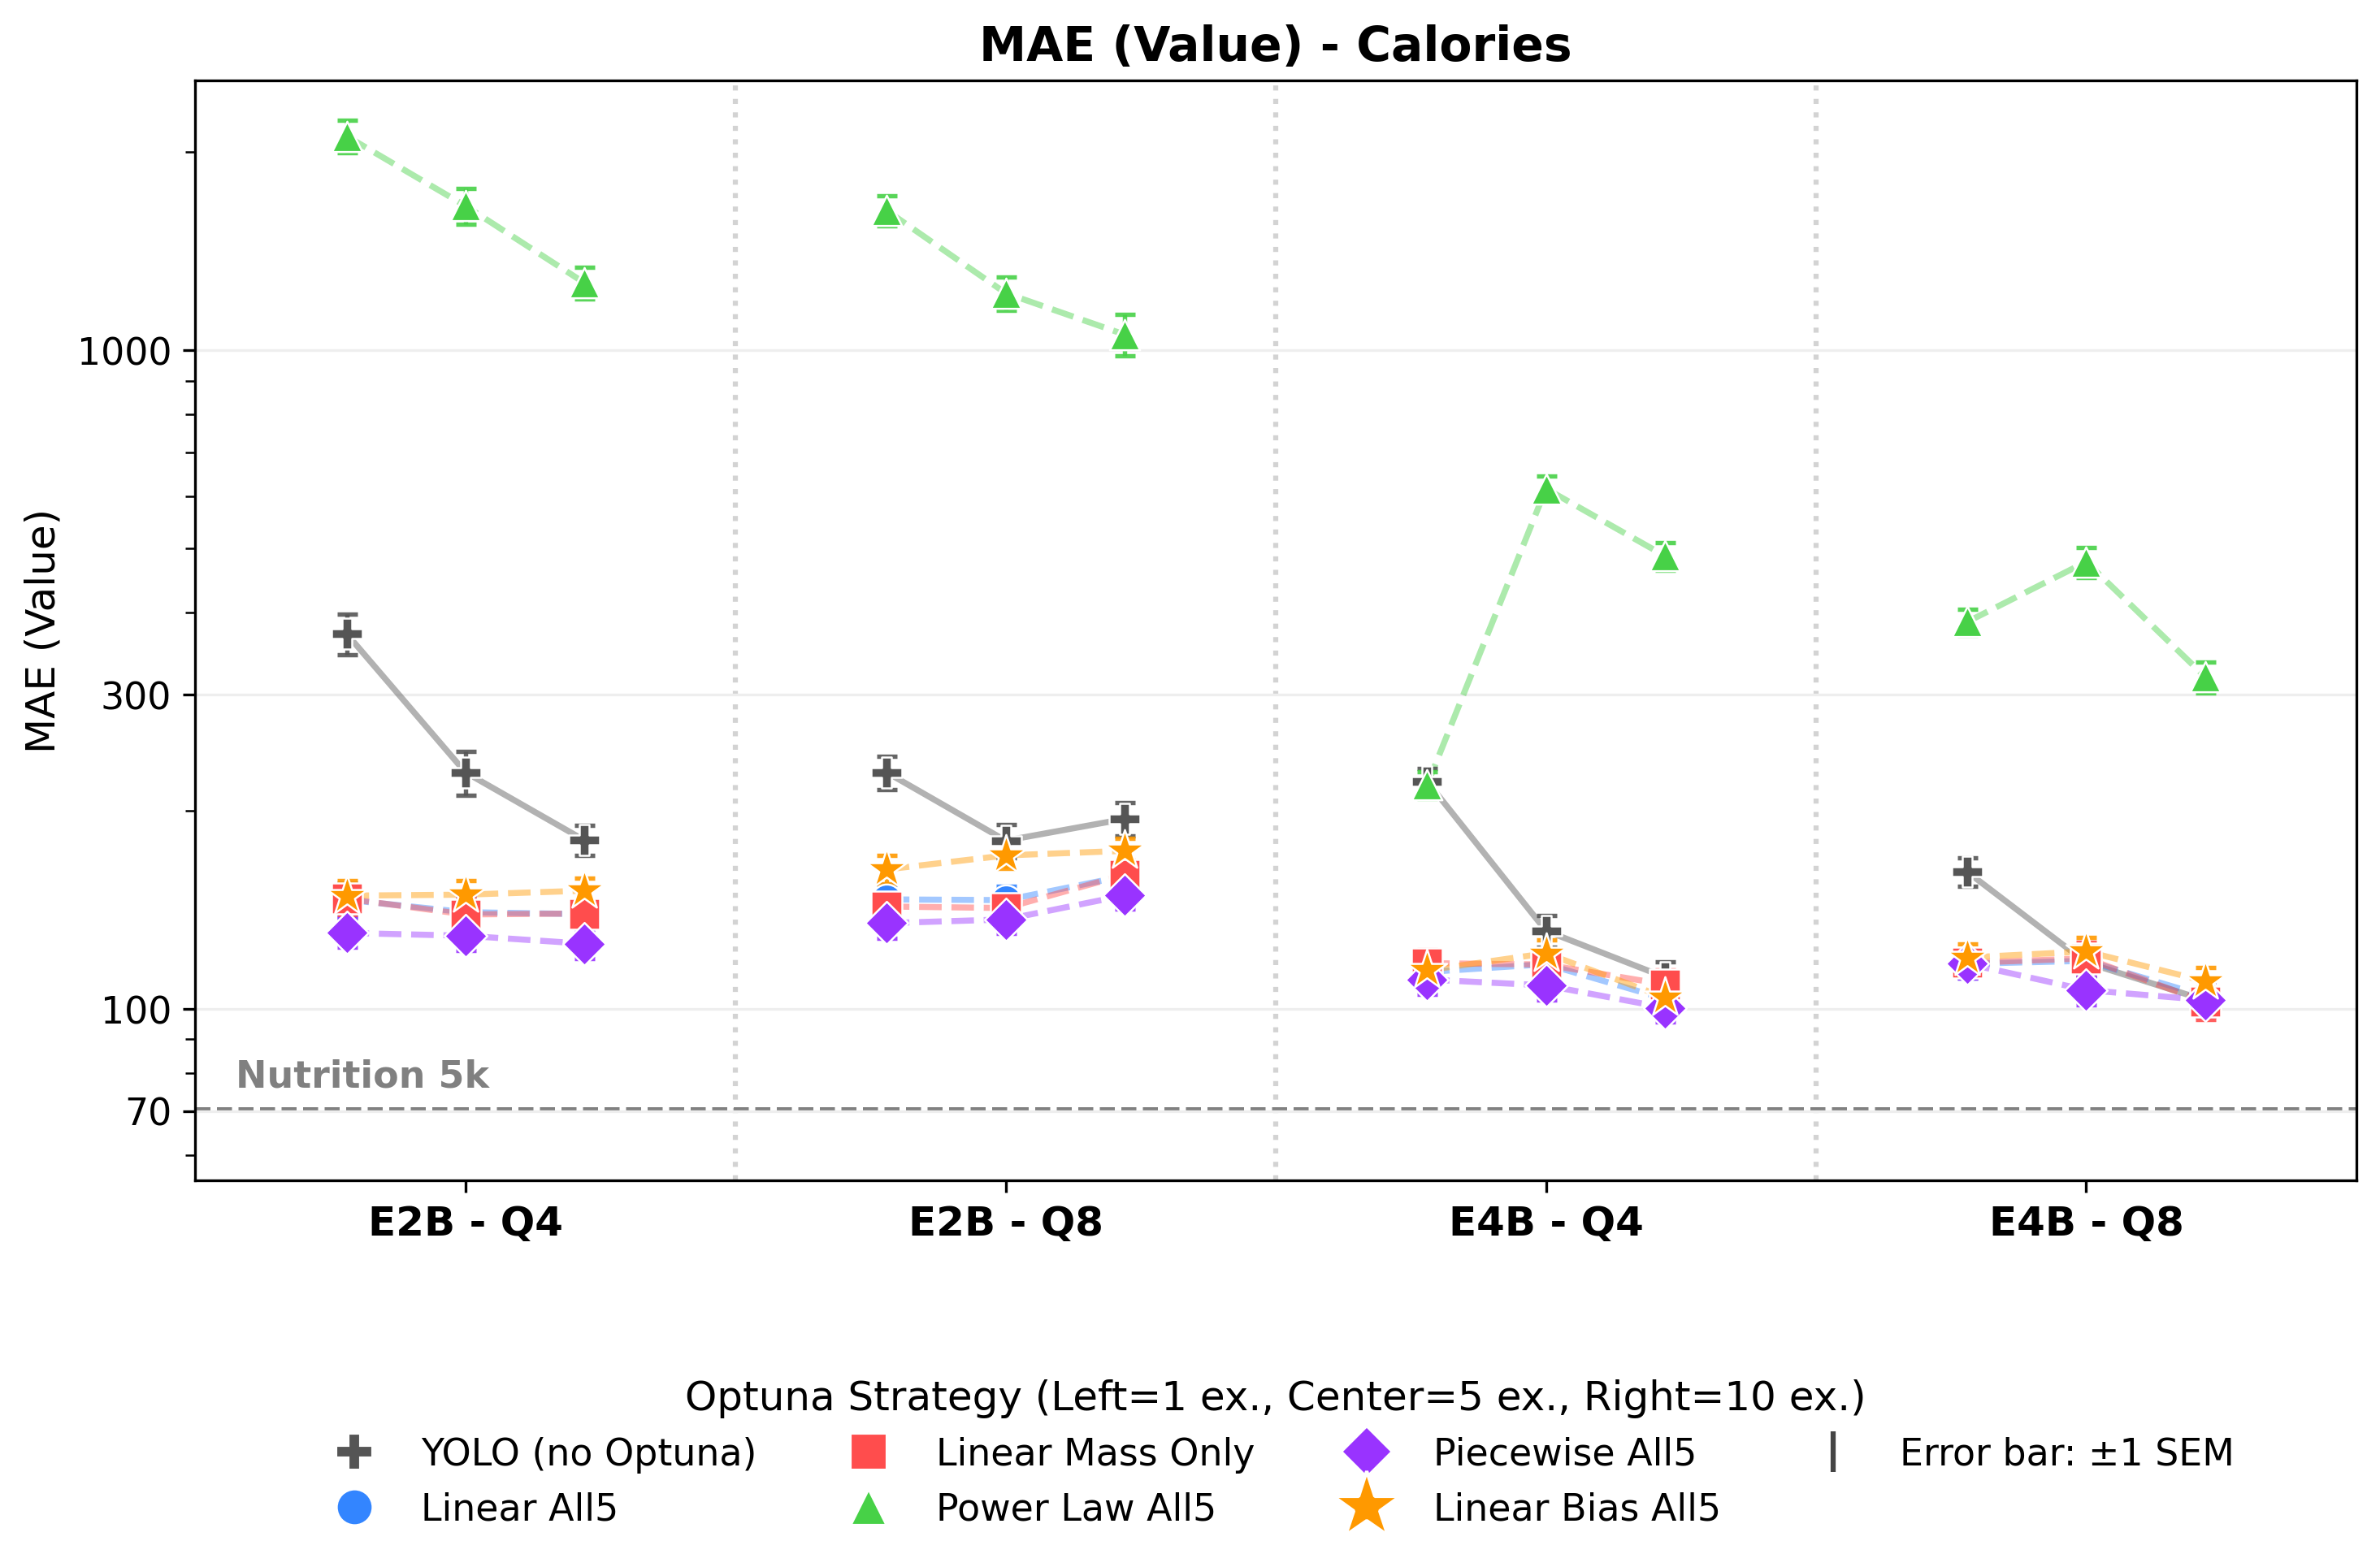 MAE (Value) - Calories
MAE (Value)
1000
300
100
70
Nutrition 5k
E2B - Q4
E2B - Q8
E4B - Q4
E4B - Q8
Optuna Strategy (Left=1 ex., Center=5 ex., Right=10 ex.)
YOLO (no Optuna)
Linear Mass Only
Piecewise All5
Error bar: ±1 SEM
Linear All5
Power Law All5
Linear Bias All5